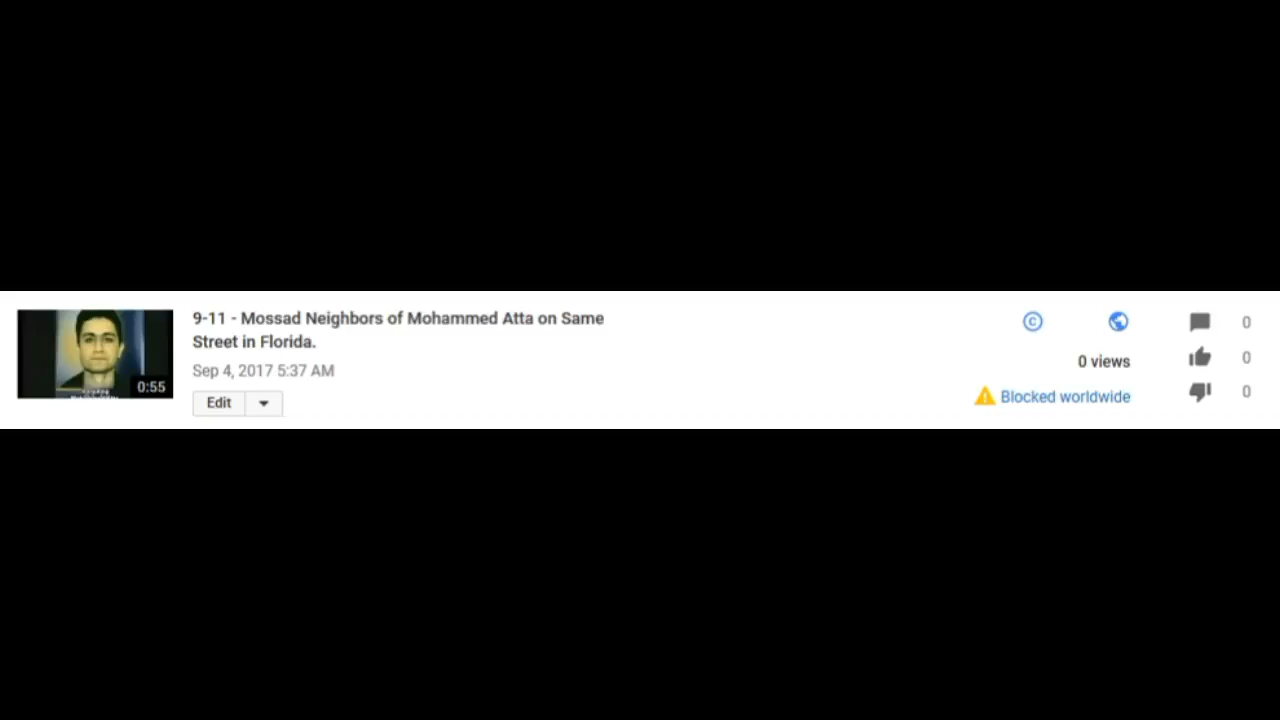 9-11 - Mossad Neighbors of Mohammed Atta on Same
Street in Florida.
Sep 4, 2017 5:37 AM
0:55
Edit
0 views
Blocked worldwide
0
0
0